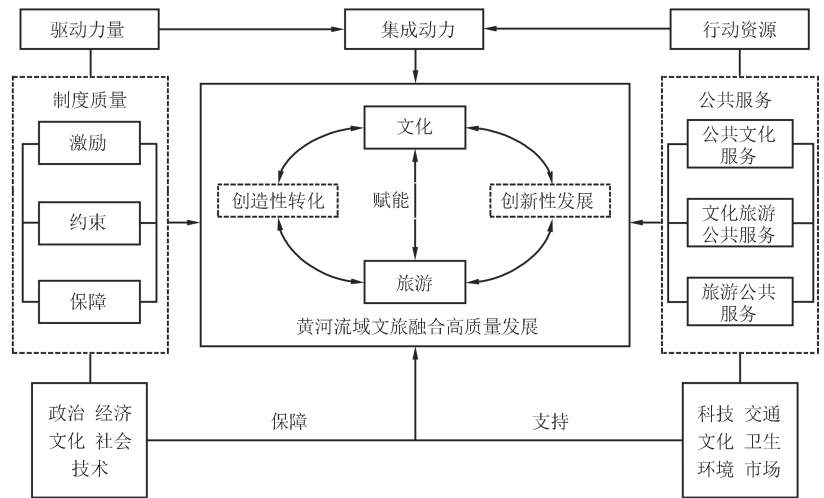 驱动力量
集成动力
行动资源
制度质量
激励
约束
保障
文化
创造性转化
赋能
创新性发展
旅游
黄河流域文旅融合高质量发展
公共服务
公共文化
服务
文化旅游
公共服务
旅游公共
服务
政治 经济
文化 社会
技术
保障
支持
科技 交通
文化 卫生
环境 市场